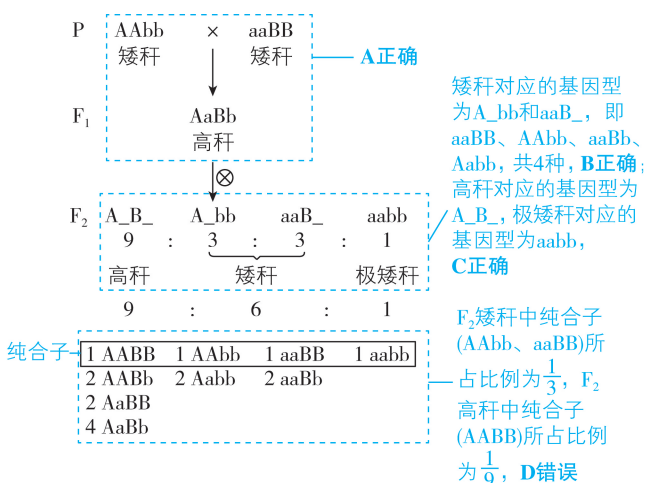 P AAbb × aaBB
矮秆 矮秆
A正确
F₁ AaBb
高秆
⊗
F₂ A_B_ A_bb aaB_ aabb
9 : 3 : 3 : 1
高秆 矮秆 极矮秆
9 : 6 : 1
矮秆对应的基因型
为A_bb和aaB_，即
aaBB、AAbb、aaBb、
Aabb，共4种，B正确；
高秆对应的基因型为
A_B_，极矮秆对应的
基因型为aabb，
C正确
纯合子
1 AABB 1 AAbb 1 aaBB 1 aabb
2 AABb 2 Aabb 2 aaBb
2 AaBB
4 AaBb
F₂矮秆中纯合子
(AAbb、aaBB)所
占比例为1/3，F₂
高秆中纯合子
(AABB)所占比例
为1/9，D错误